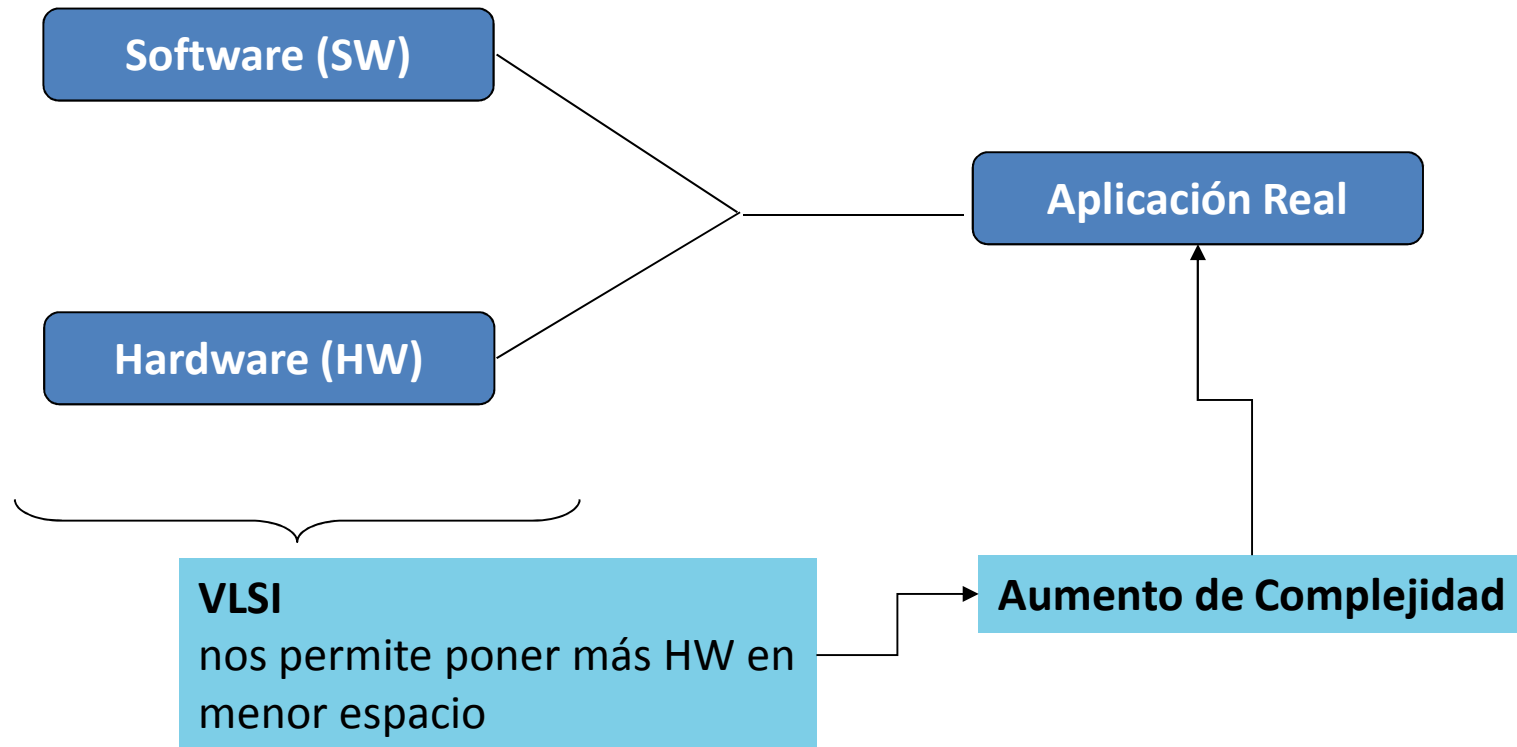 Software (SW)
Aplicación Real
Hardware (HW)
VLSI
nos permite poner más HW en
menor espacio
Aumento de Complejidad